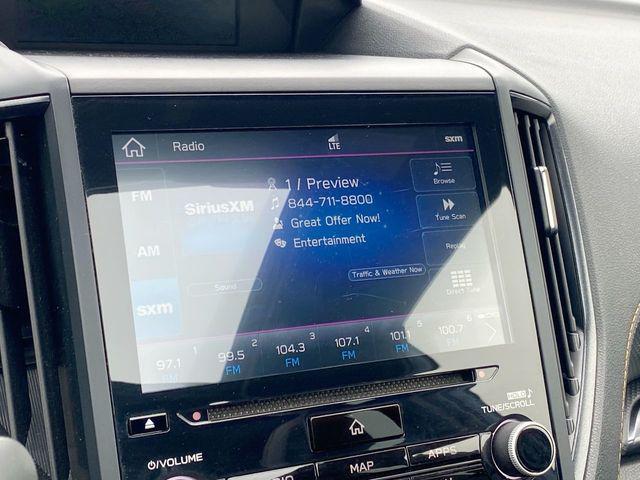 Radio
LTE
sxm
FM
AM
sxm
SiriusXM
1 / Preview
844-711-8800
Great Offer Now!
Entertainment
Browse
Tune Scan
Replay
Direct Tune
Traffic & Weather Now
Sound
1 2 3 4 5 6
97.1 99.5 104.3 107.1 101.1 100.7
FM FM FM FM FM FM
HOLD
TUNE/SCROLL
VOLUME
MAP
APPS